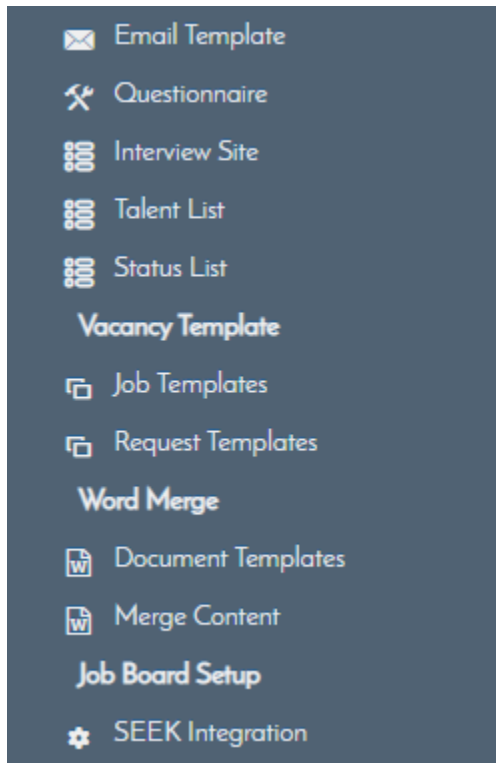 Email Template
Questionnaire
Interview Site
Talent List
Status List
Vacancy Template
Job Templates
Request Templates
Word Merge
Document Templates
Merge Content
Job Board Setup
SEEK Integration